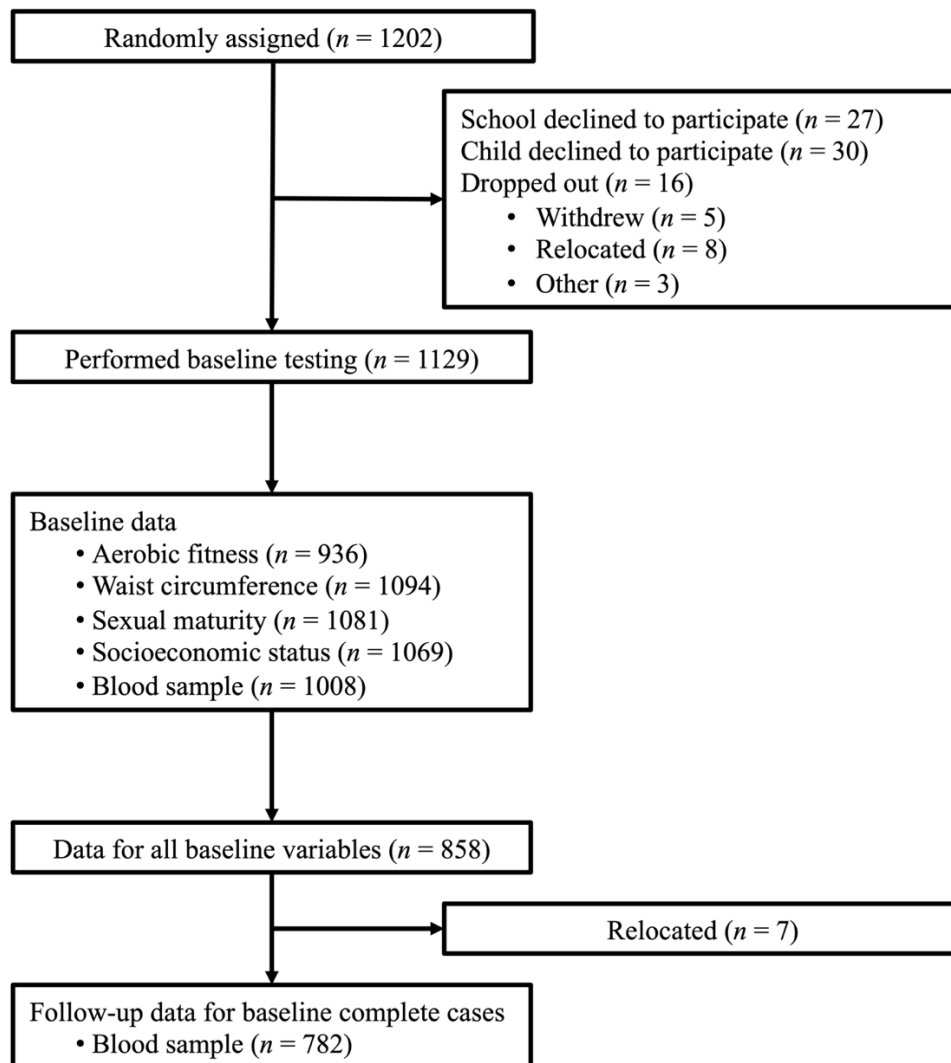 Randomly assigned (n = 1202)
School declined to participate (n = 27)
Child declined to participate (n = 30)
Dropped out (n = 16)
• Withdrew (n = 5)
• Relocated (n = 8)
• Other (n = 3)
Performed baseline testing (n = 1129)
Baseline data
• Aerobic fitness (n = 936)
• Waist circumference (n = 1094)
• Sexual maturity (n = 1081)
• Socioeconomic status (n = 1069)
• Blood sample (n = 1008)
Data for all baseline variables (n = 858)
Relocated (n = 7)
Follow-up data for baseline complete cases
• Blood sample (n = 782)